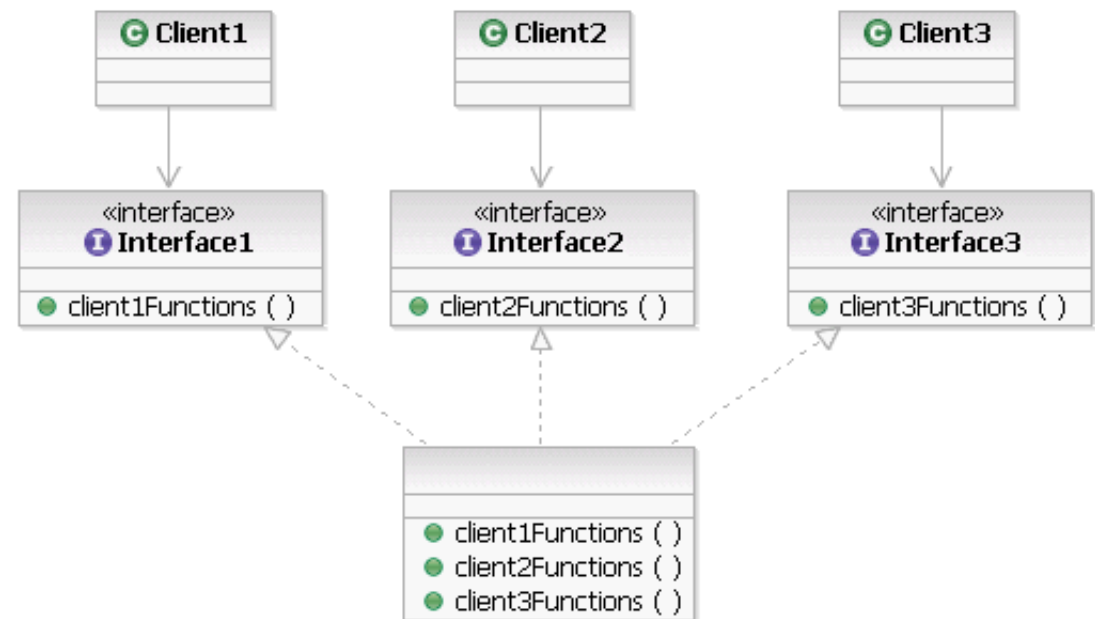 C Client1
C Client2
C Client3
«interface»
I Interface1
client1Functions ( )
«interface»
I Interface2
client2Functions ( )
«interface»
I Interface3
client3Functions ( )
client1Functions ( )
client2Functions ( )
client3Functions ( )